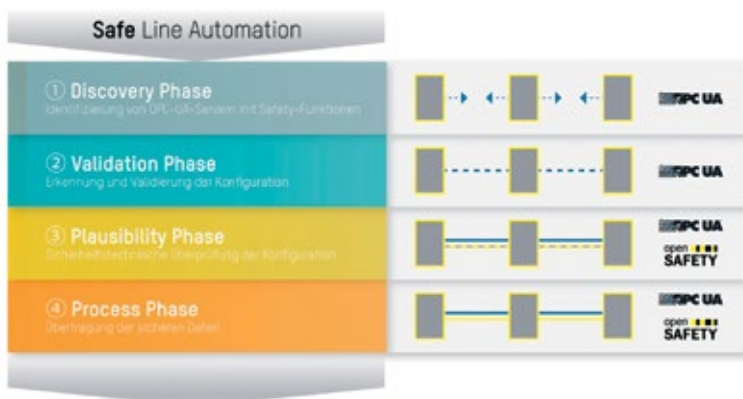 Safe Line Automation
① Discovery Phase
Identifizierung von OPC-UA-Servern mit Safety-Funktionen
OPC UA
② Validation Phase
Erkennung und Validierung der Konfiguration
OPC UA
③ Plausibility Phase
Sicherheitstechnische Überprüfung der Konfiguration
OPC UA
open
SAFETY
④ Process Phase
Übertragung der sicheren Daten
OPC UA
open
SAFETY